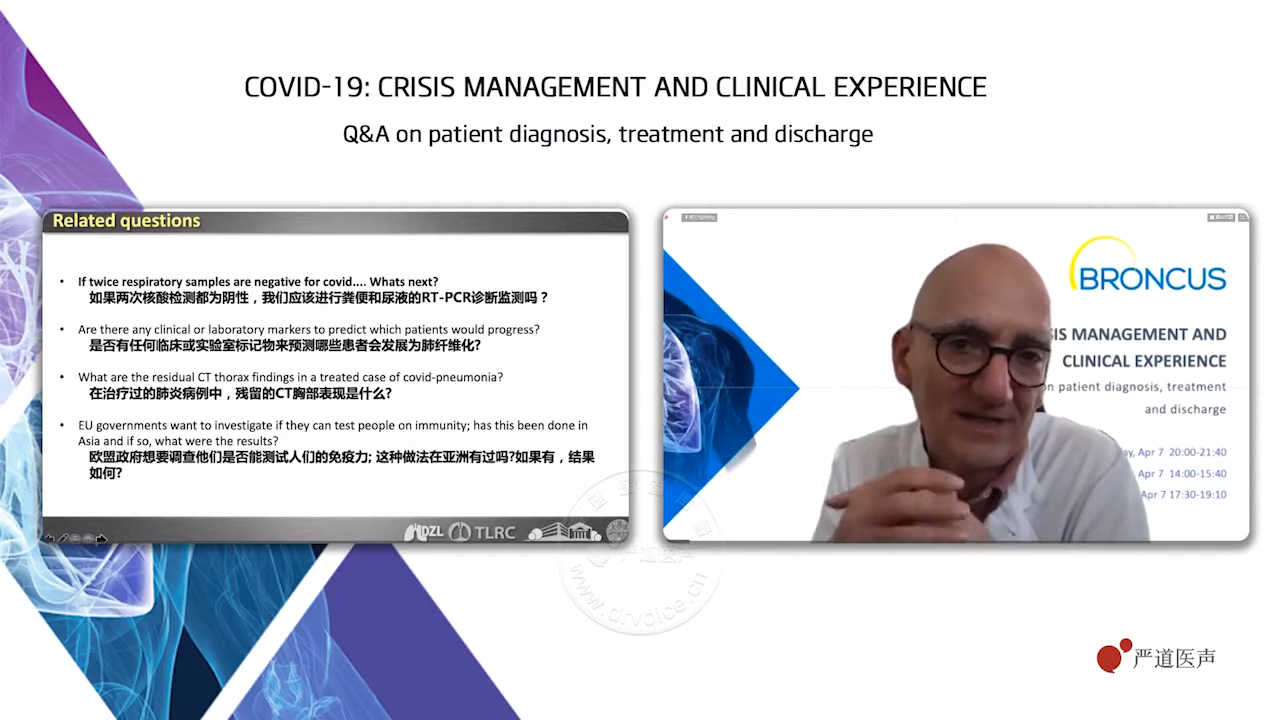 COVID-19: CRISIS MANAGEMENT AND CLINICAL EXPERIENCE
Q&A on patient diagnosis, treatment and discharge
Related questions
• If twice respiratory samples are negative for covid.... Whats next?
如果两次核酸检测都为阴性，我们应该进行粪便和尿液的RT-PCR诊断监测吗？
• Are there any clinical or laboratory markers to predict which patients would progress?
是否有任何临床或实验室标记物来预测哪些患者会发展为肺纤维化?
• What are the residual CT thorax findings in a treated case of covid-pneumonia?
在治疗过的肺炎病例中，残留的CT胸部表现是什么?
• EU governments want to investigate if they can test people on immunity; has this been done in
Asia and if so, what were the results?
欧盟政府想要调查他们是否能测试人们的免疫力; 这种做法在亚洲有过吗?如果有，结果
如何?
DZL TLRC
BRONCUS
SIS MANAGEMENT AND
CLINICAL EXPERIENCE
on patient diagnosis, treatment
and discharge
ay, Apr 7 20:00-21:40
, Apr 7 14:00-15:40
Apr 7 17:30-19:10
严道医声
www.drvoice.cn
严道医声